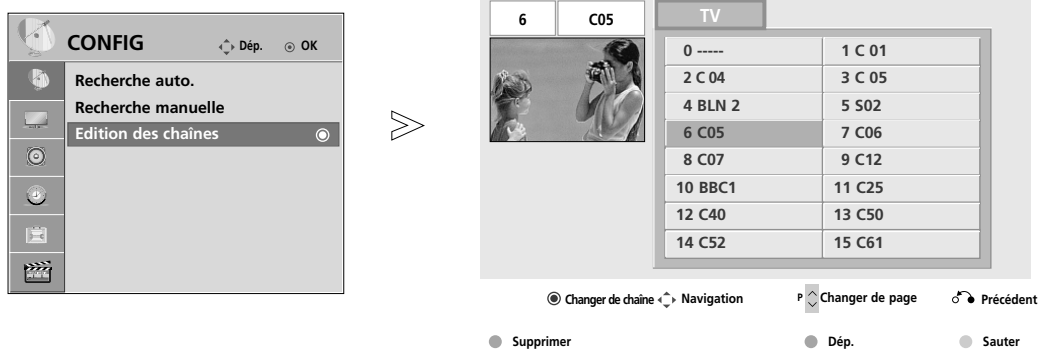 CONFIG Dép. OK
Recherche auto.
Recherche manuelle
Edition des chaînes
6 C05
TV
0 ----- 1 C 01
2 C 04 3 C 05
4 BLN 2 5 S02
6 C05 7 C06
8 C07 9 C12
10 BBC1 11 C25
12 C40 13 C50
14 C52 15 C61
Changer de chaîne Navigation P Changer de page Précédent
Supprimer Dép. Sauter